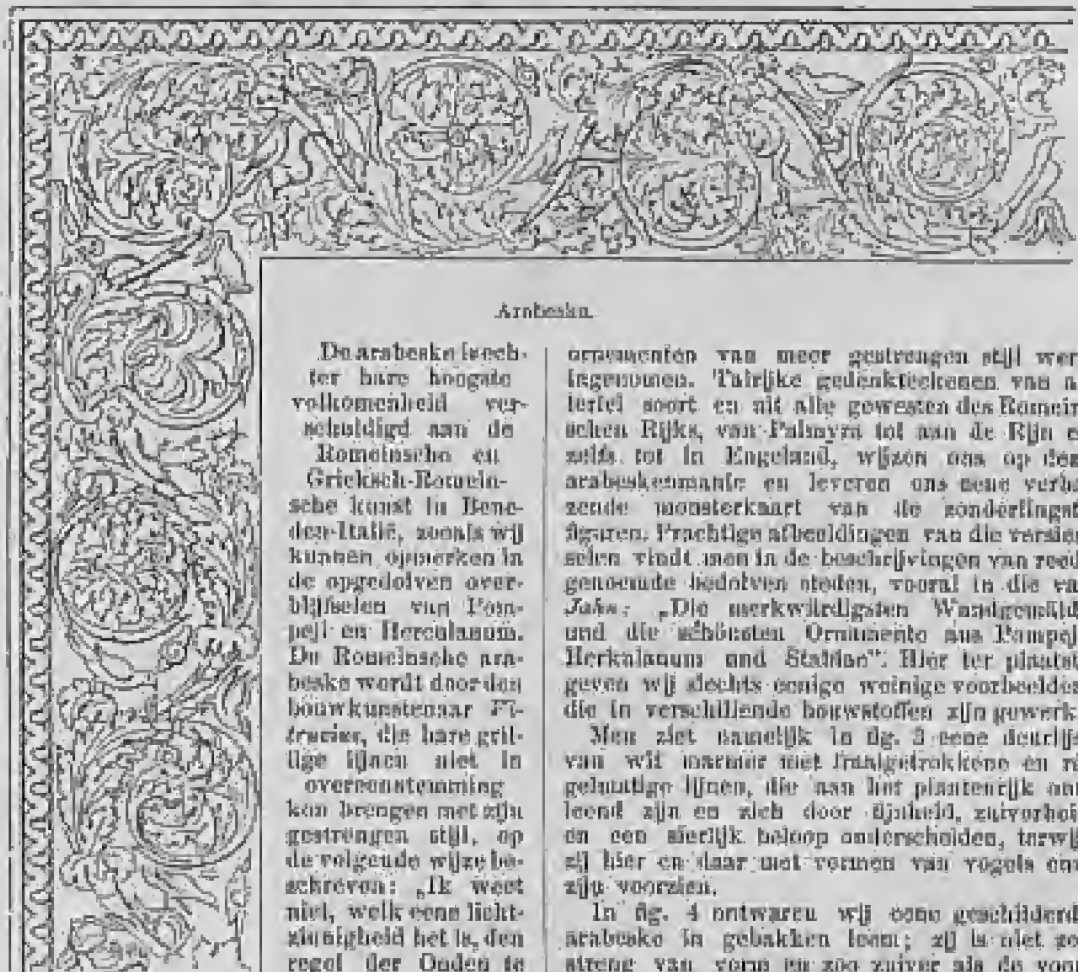 Arabeske.
De arabeske is ech-
ter hare hoogste
volkomenheid ver-
schuldigd aan de
Romeinsche en
Grieksch-Romein-
sche kunst in Bene-
den-Italië, zooals wij
kunnen opmerken in
de opgedolven over-
blijfselen van Pom-
peji en Herculanum.
De Romeinsche ara-
beske wordt door den
bouwkunstenaar Vi-
truvius, die hare gril-
lige lijnen niet in
overeenstemming
kon brengen met zijn
gestrengen stijl, op
de volgende wijze be-
schreven: „Ik weet
niet, welk eene licht-
zinnigheid het is, den
regel der Ouden te
ornementen van meer gestrengen stijl wer
ingenomen. Talrijke gedenkteekenen van a
lerlei soort en uit alle gewesten des Romein
schen Rijks, van Palmyra tot aan de Rijn e
zelfs tot in Engeland, wijzen ons op dez
arabeskenmanie en leveren ons eene verba
zende monsterkaart van de zonderlingst
figuren. Prachtige afbeeldingen van die versier
selen vindt men in de beschrijvingen van reed
genoemde bedolven steden, vooral in die va
Jahn: „Die merkwürdigsten Wandgemäld
und die schönsten Ornamente aus Pompej
Herkulanum und Stabiae”. Hier ter plaatse
geven wij slechts eenige weinige voorbeelden
die in verschillende bouwstoffen zijn gewerk
Men ziet namelijk in fig. 3 eene deurlijs
van wit marmer met fraaigetrokkene en re
gelmatige lijnen, die aan het plantenrijk ont
leend zijn en zich door fijnheid, zuiverheid
en een sierlijk beloop onderscheiden, terwij
zij hier en daar met vormen van vogels enz
zijn voorzien.
In fig. 4 ontwaren wij eene geschilderd
arabeske in gebakken leem; zij is niet zo
streng van vorm en zoo zuiver als de voor